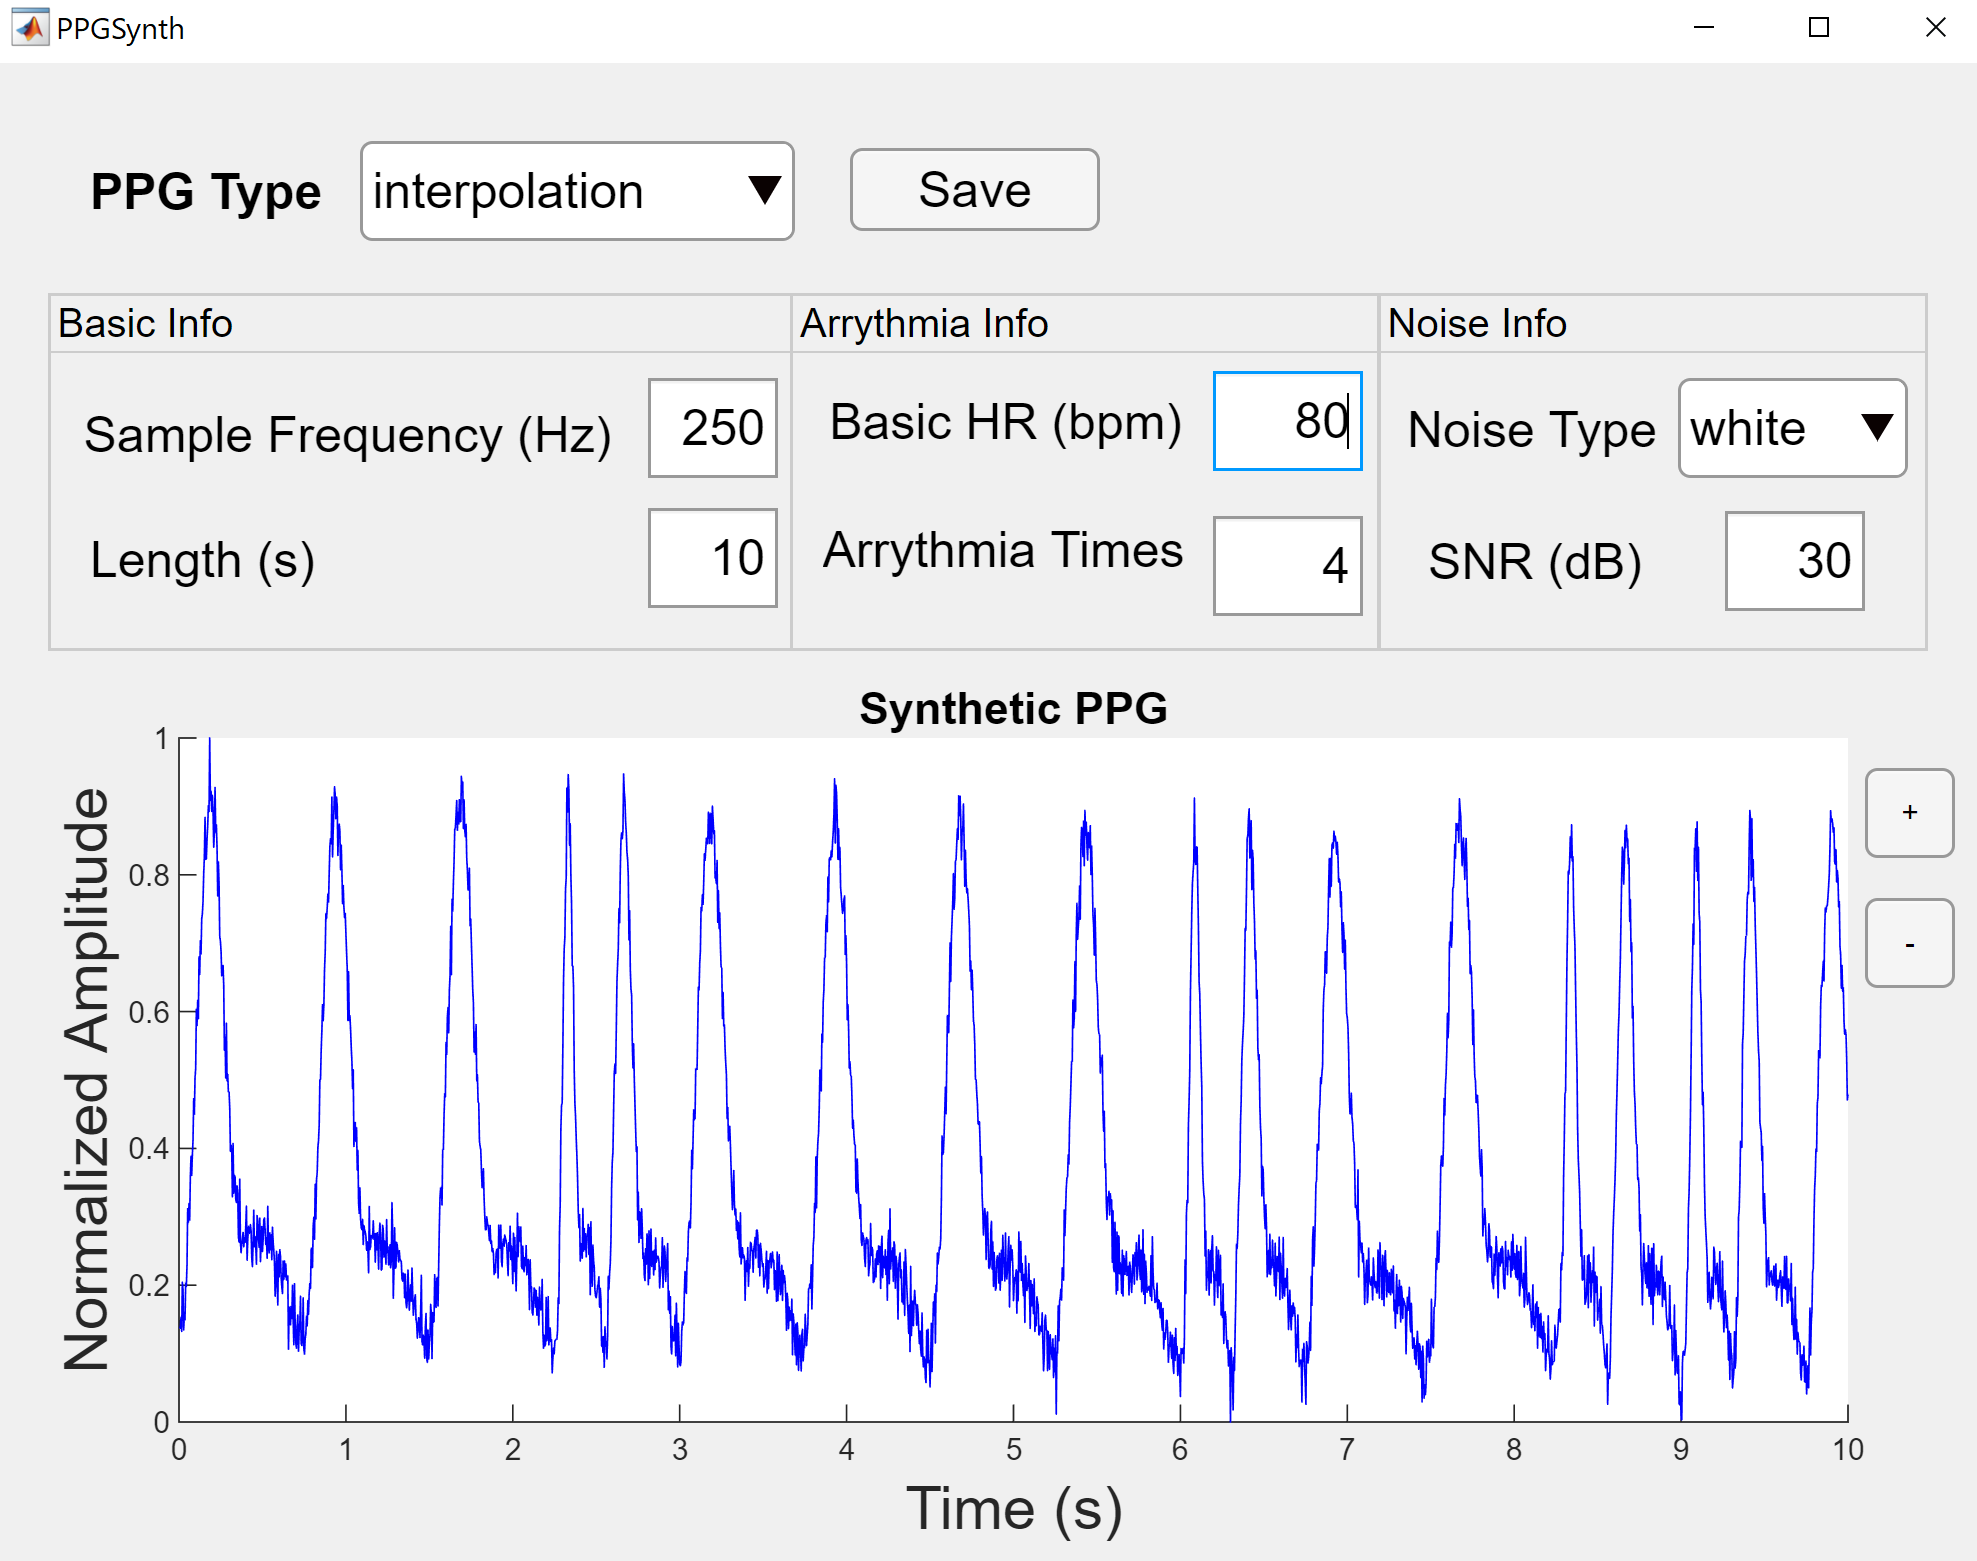 PPGSynth
PPG Type interpolation Save
Basic Info Arrythmia Info Noise Info
Sample Frequency (Hz) 250 Basic HR (bpm) 80 Noise Type white
Length (s) 10 Arrythmia Times 4 SNR (dB) 30
Synthetic PPG
1
0.8
0.6
0.4
0.2
0
Normalized Amplitude
+
-
0 1 2 3 4 5 6 7 8 9 10
Time (s)